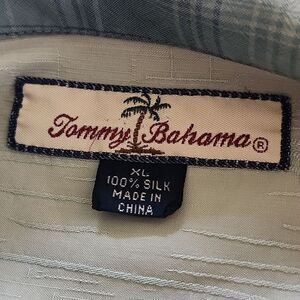 Tommy Bahama ®
XL
100% SILK
MADE IN
CHINA